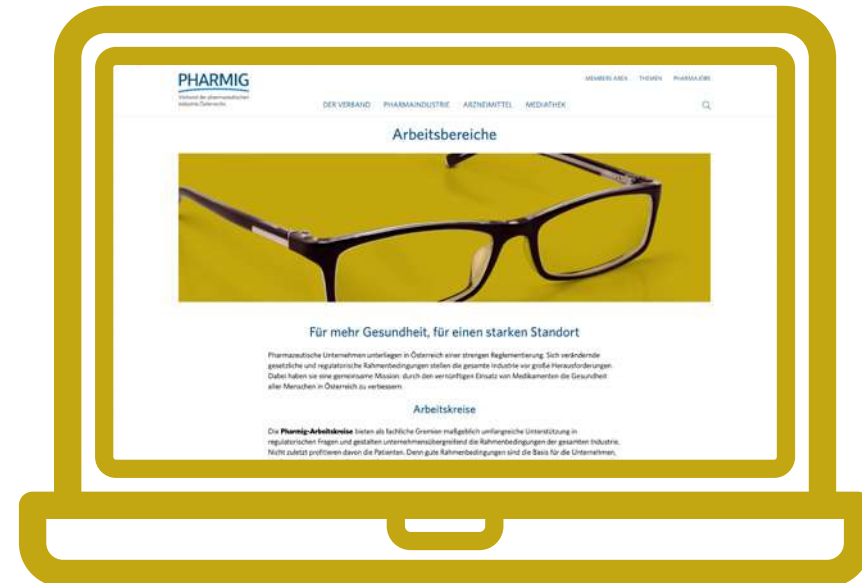 PHARMIG
Verband der pharmazeutischen
Industrie Österreichs
MEMBERS AREA THEMEN PHARMAJOBS
DER VERBAND PHARMAINDUSTRIE ARZNEIMITTEL MEDIATHEK
Arbeitsbereiche
Für mehr Gesundheit, für einen starken Standort
Pharmazeutische Unternehmen unterliegen in Österreich einer strengen Reglementierung. Sich verändernde
gesetzliche und regulatorische Rahmenbedingungen stellen die gesamte Industrie vor große Herausforderungen.
Dabei haben sie eine gemeinsame Mission: durch den vernünftigen Einsatz von Medikamenten die Gesundheit
aller Menschen in Österreich zu verbessern.
Arbeitskreise
Die Pharmig-Arbeitskreise bieten als fachliche Gremien maßgeblich umfangreiche Unterstützung in
regulatorischen Fragen und gestalten unternehmensübergreifend die Rahmenbedingungen der gesamten Industrie.
Nicht zuletzt profitieren davon die Patienten. Denn gute Rahmenbedingungen sind die Basis für die Unternehmen,